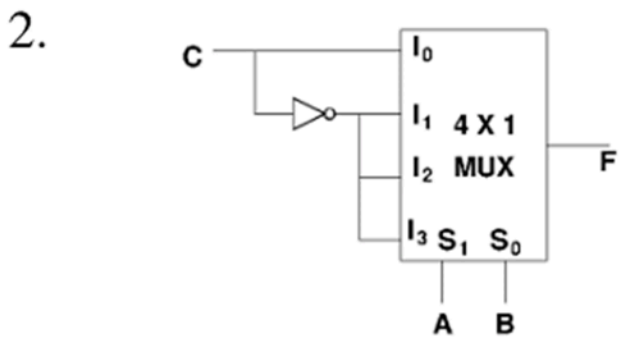 2.
C
I₀
I₁ 4 X 1
I₂ MUX
F
I₃ S₁ S₀
A B